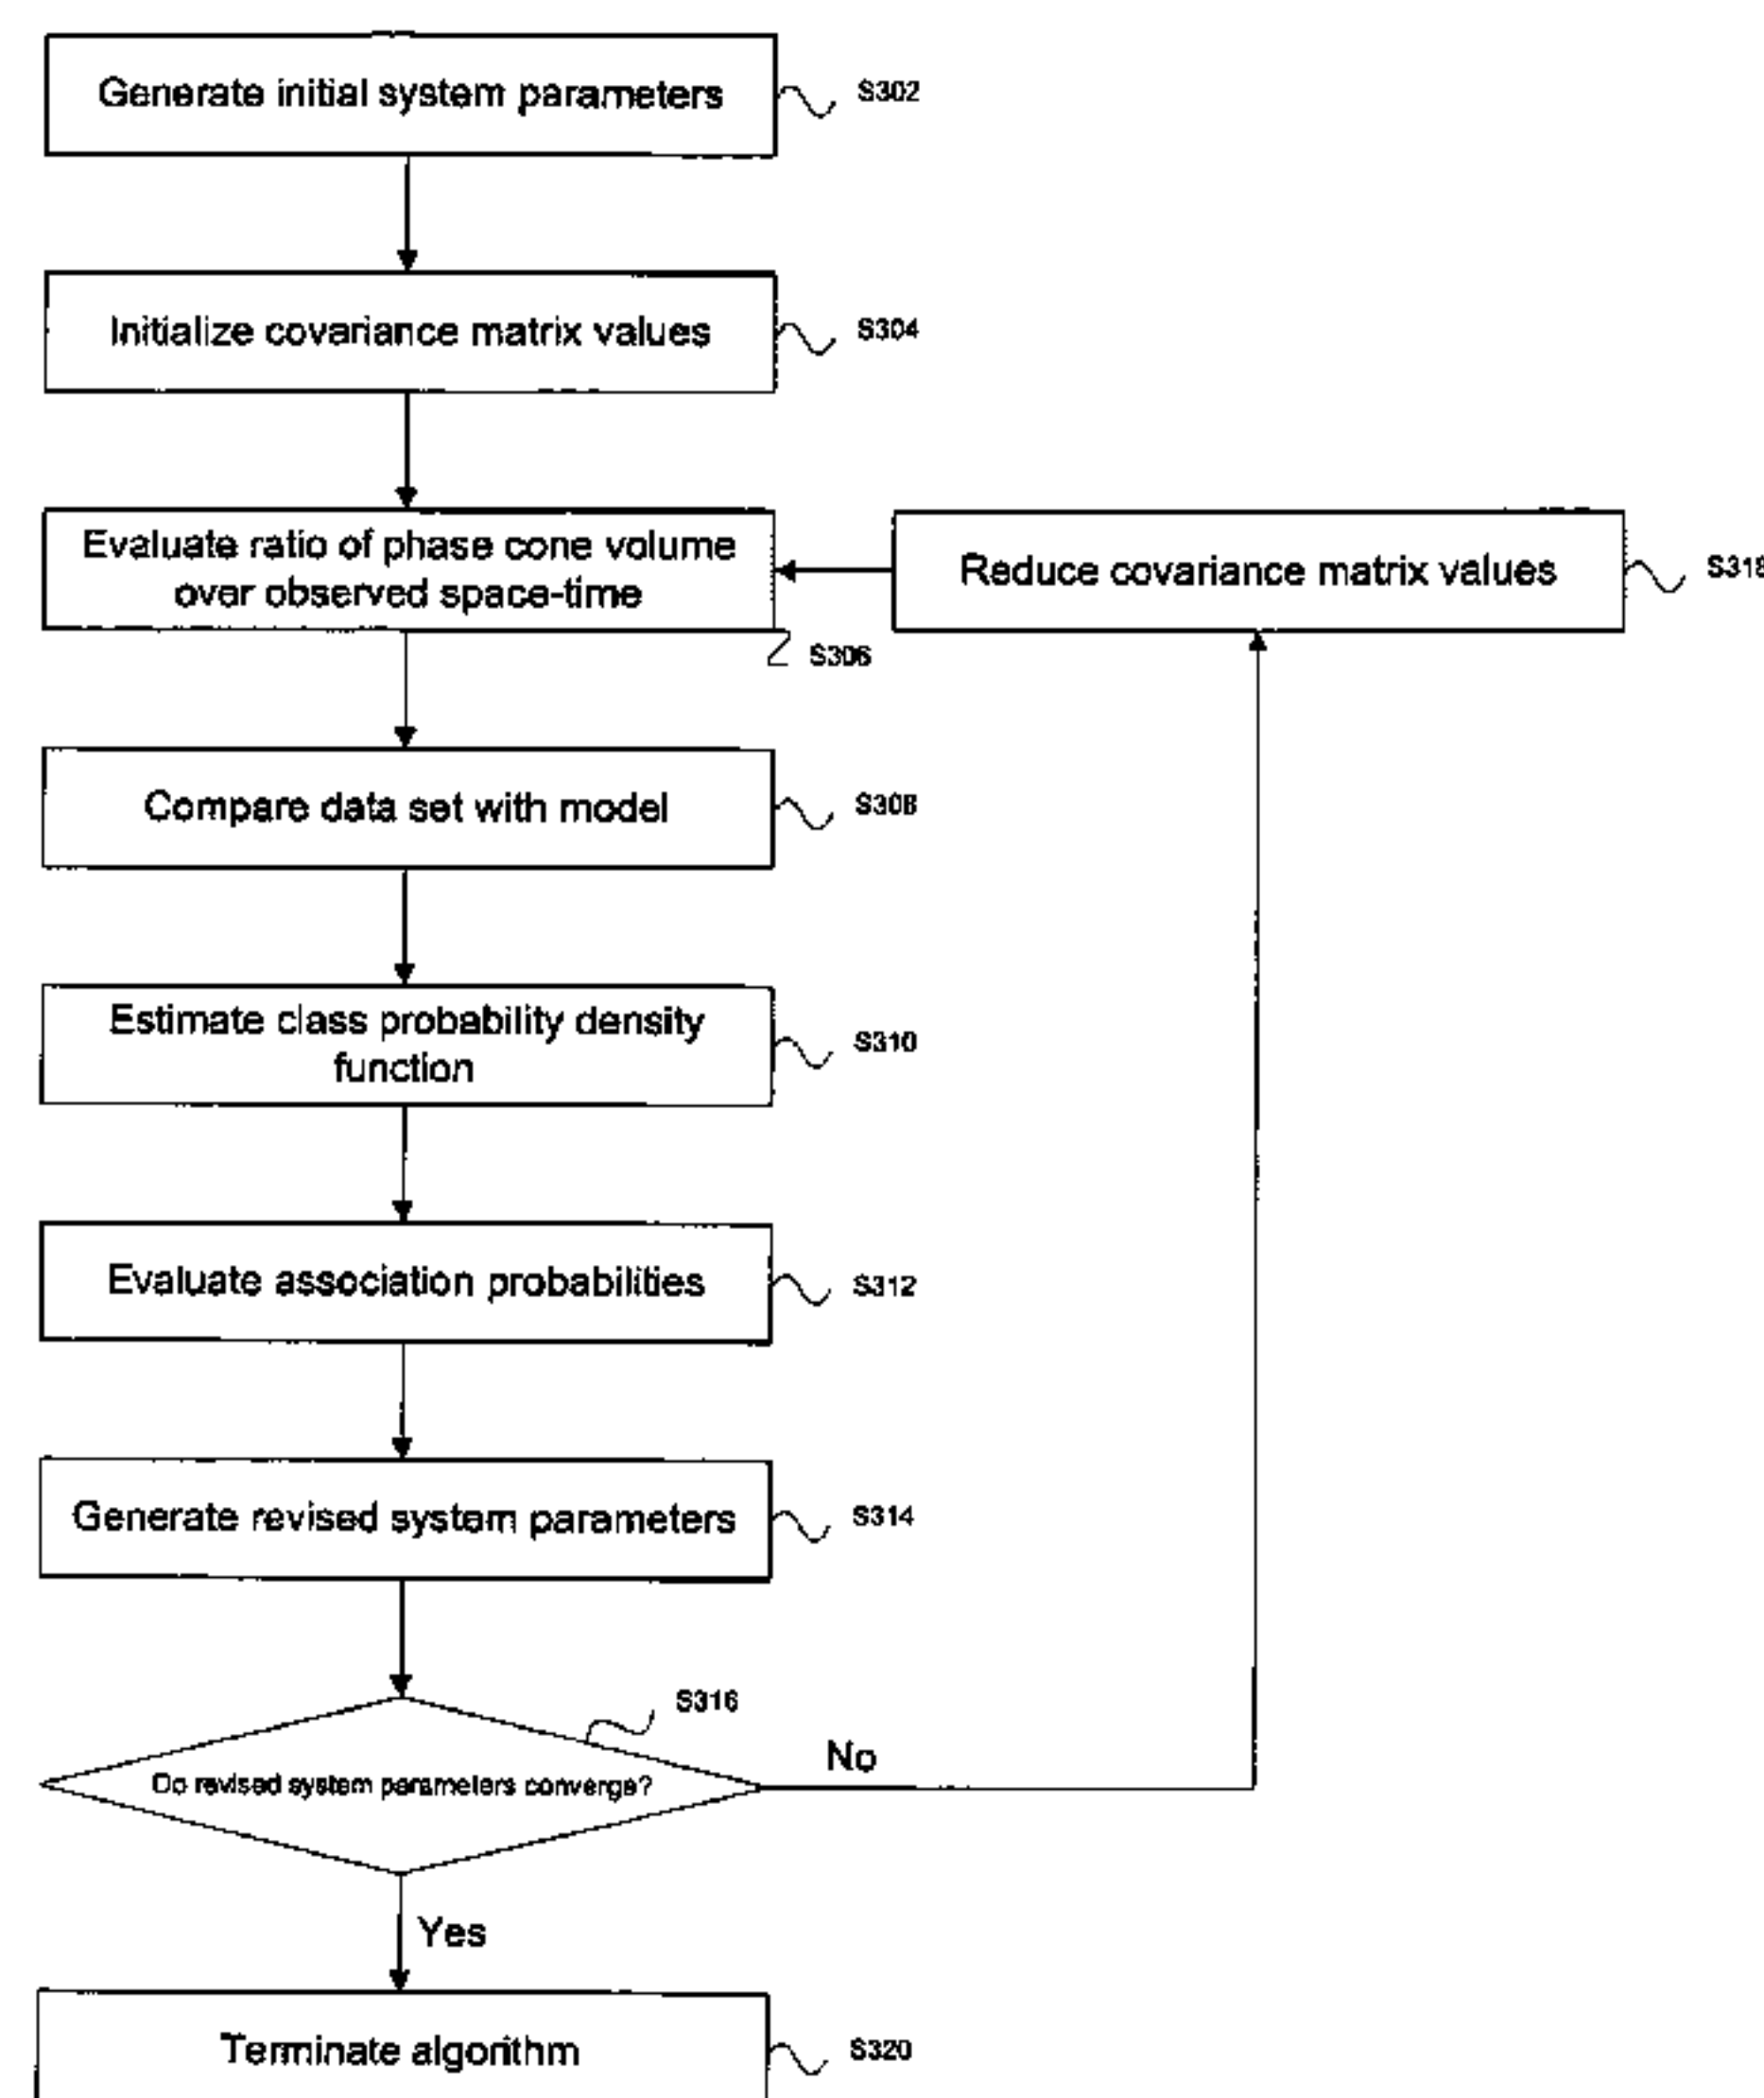 Generate initial system parameters
S302
Initialize covariance matrix values
S304
Evaluate ratio of phase cone volume
over observed space-time
S306
Reduce covariance matrix values
S318
Compare data set with model
S308
Estimate class probability density
function
S310
Evaluate association probabilities
S312
Generate revised system parameters
S314
S316
Do revised system parameters converge?
No
Yes
Terminate algorithm
S320